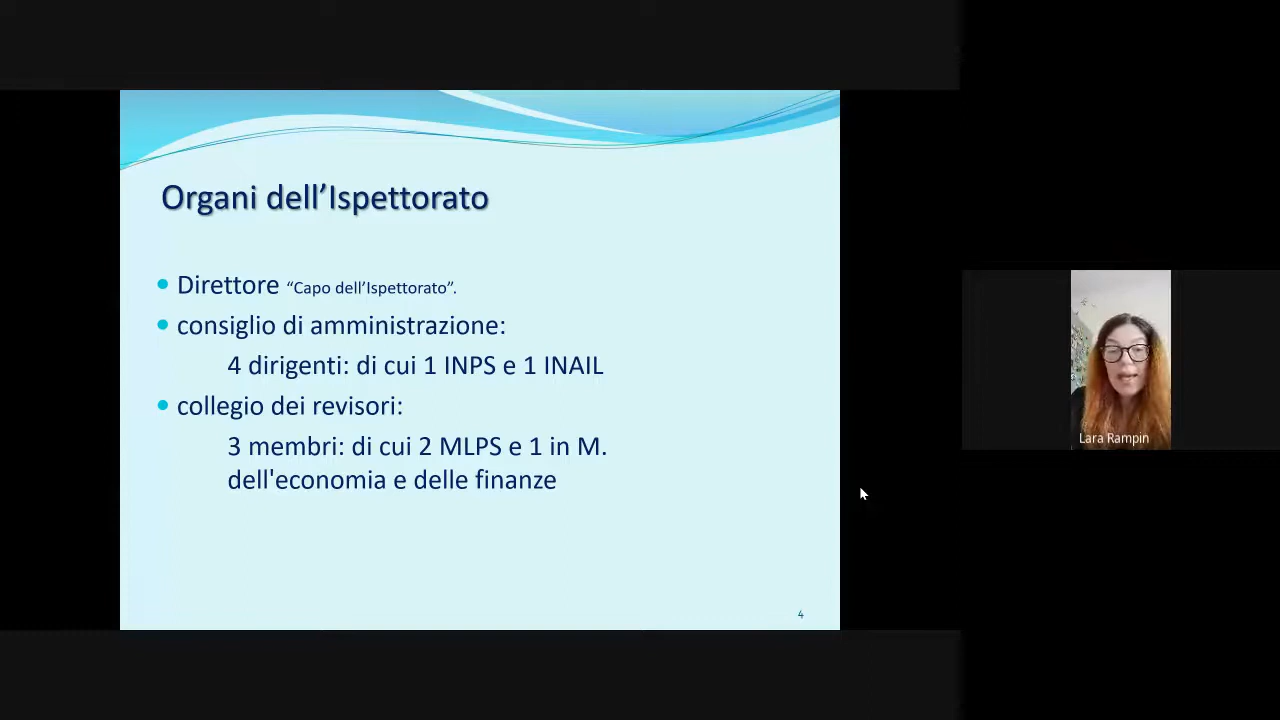 Organi dell’Ispettorato
Direttore “Capo dell’Ispettorato”.
consiglio di amministrazione:
4 dirigenti: di cui 1 INPS e 1 INAIL
collegio dei revisori:
3 membri: di cui 2 MLPS e 1 in M.
dell'economia e delle finanze
4
Lara Rampin